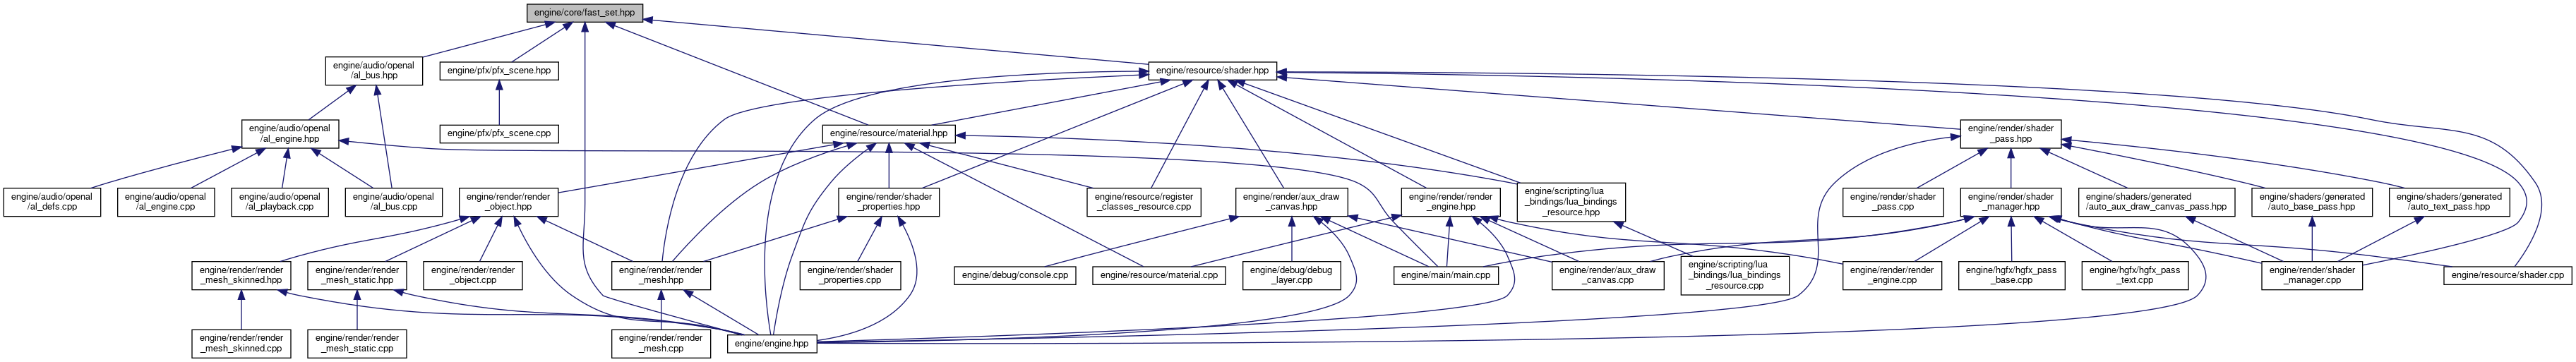 engine/core/fast_set.hpp
engine/audio/openal
/al_bus.hpp
engine/pfx/pfx_scene.hpp
engine/resource/shader.hpp
engine/audio/openal
/al_engine.hpp
engine/pfx/pfx_scene.cpp
engine/resource/material.hpp
engine/render/shader
_pass.hpp
engine/audio/openal
/al_defs.cpp
engine/audio/openal
/al_engine.cpp
engine/audio/openal
/al_playback.cpp
engine/audio/openal
/al_bus.cpp
engine/render/render
_object.hpp
engine/render/shader
_properties.hpp
engine/resource/register
_classes_resource.cpp
engine/render/aux_draw
_canvas.hpp
engine/render/render
_engine.hpp
engine/scripting/lua
_bindings/lua_bindings
_resource.hpp
engine/render/shader
_pass.cpp
engine/render/shader
_manager.hpp
engine/shaders/generated
/auto_aux_draw_canvas_pass.hpp
engine/shaders/generated
/auto_base_pass.hpp
engine/shaders/generated
/auto_text_pass.hpp
engine/render/render
_mesh_skinned.hpp
engine/render/render
_mesh_static.hpp
engine/render/render
_object.cpp
engine/render/render
_mesh.hpp
engine/render/shader
_properties.cpp
engine/debug/console.cpp
engine/resource/material.cpp
engine/debug/debug
_layer.cpp
engine/main/main.cpp
engine/render/aux_draw
_canvas.cpp
engine/scripting/lua
_bindings/lua_bindings
_resource.cpp
engine/render/render
_engine.cpp
engine/hgfx/hgfx_pass
_base.cpp
engine/hgfx/hgfx_pass
_text.cpp
engine/render/shader
_manager.cpp
engine/resource/shader.cpp
engine/render/render
_mesh_skinned.cpp
engine/render/render
_mesh_static.cpp
engine/render/render
_mesh.cpp
engine/engine.hpp